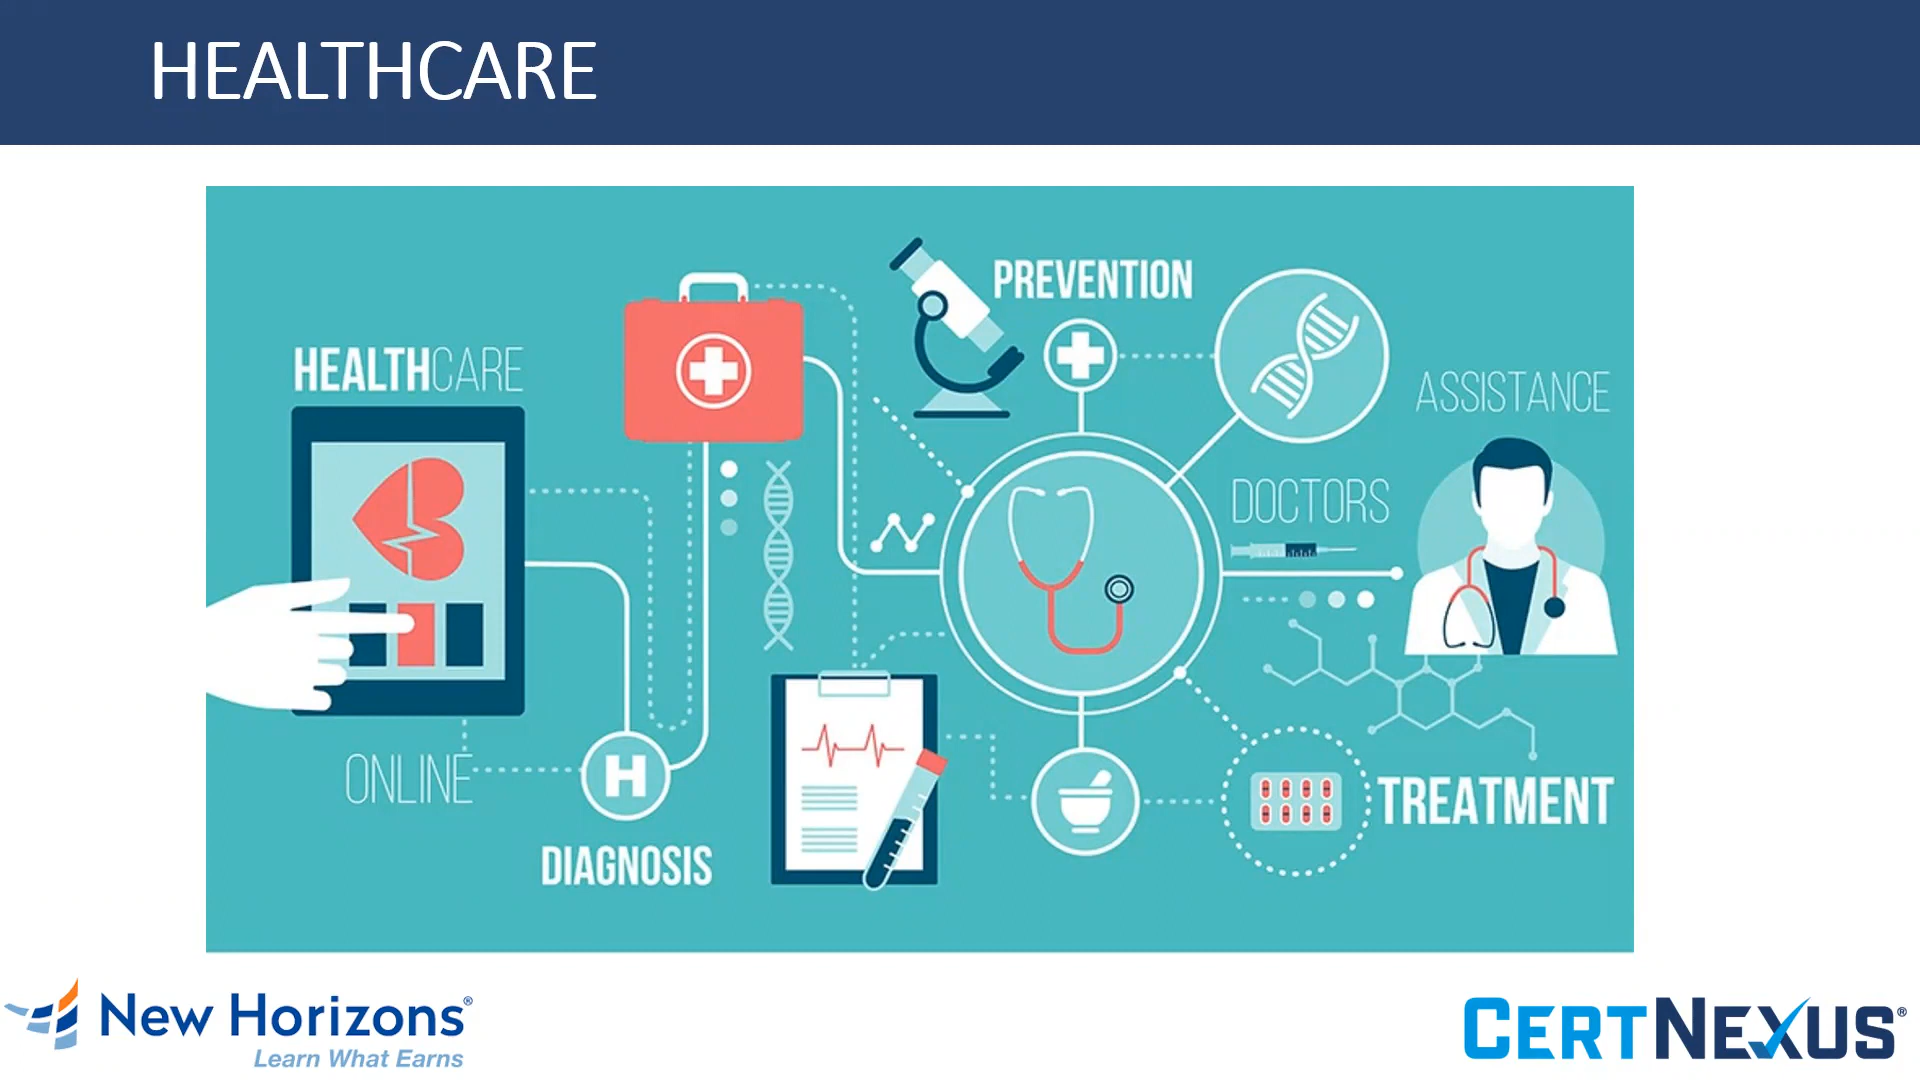 HEALTHCARE
PREVENTION
HEALTHCARE
ASSISTANCE
DOCTORS
ONLINE
H
TREATMENT
DIAGNOSIS
New Horizons®
Learn What Earns
CERTNEXUS®